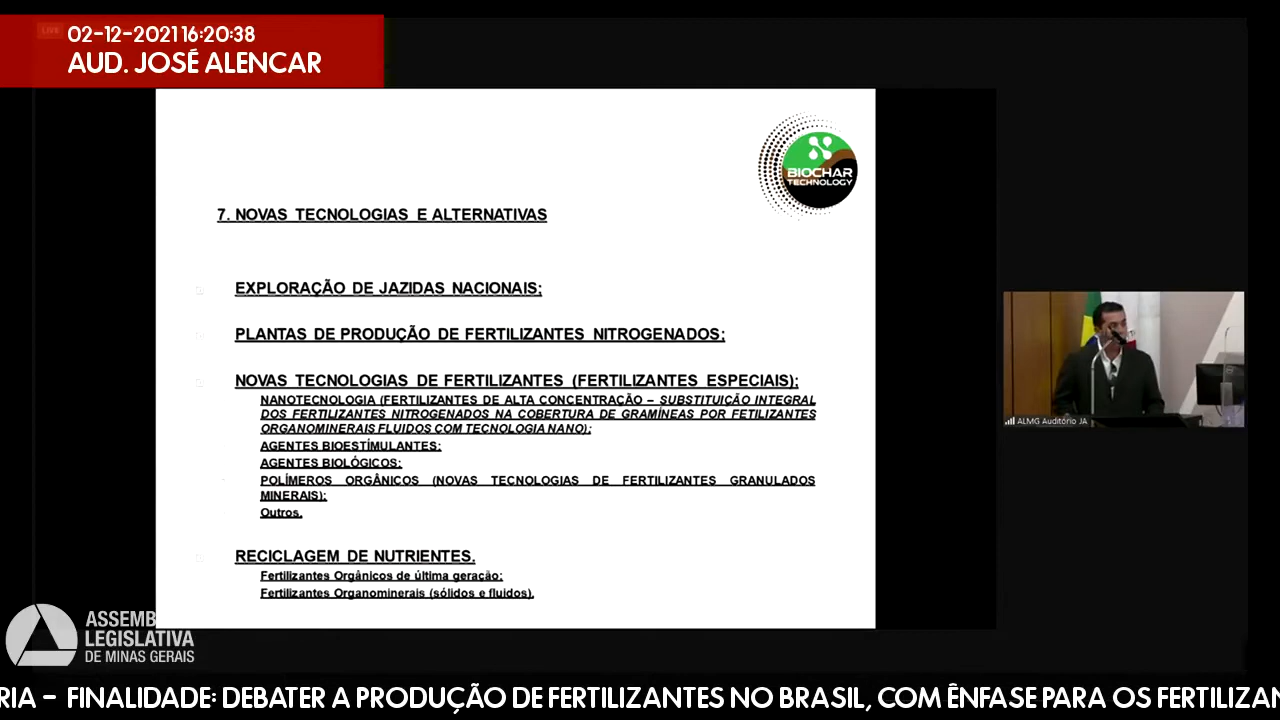 LIVE
02-12-2021 16:20:38
AUD. JOSÉ ALENCAR
BIOCHAR
TECHNOLOGY
7. NOVAS TECNOLOGIAS E ALTERNATIVAS
EXPLORAÇÃO DE JAZIDAS NACIONAIS;
PLANTAS DE PRODUÇÃO DE FERTILIZANTES NITROGENADOS;
NOVAS TECNOLOGIAS DE FERTILIZANTES (FERTILIZANTES ESPECIAIS);
NANOTECNOLOGIA (FERTILIZANTES DE ALTA CONCENTRAÇÃO – SUBSTITUIÇÃO INTEGRAL
DOS FERTILIZANTES NITROGENADOS NA COBERTURA DE GRAMÍNEAS POR FETILIZANTES
ORGANOMINERAIS FLUIDOS COM TECNOLOGIA NANO);
AGENTES BIOESTÍMULANTES;
AGENTES BIOLÓGICOS;
POLÍMEROS ORGÂNICOS (NOVAS TECNOLOGIAS DE FERTILIZANTES GRANULADOS
MINERAIS);
Outros.
RECICLAGEM DE NUTRIENTES.
Fertilizantes Orgânicos de última geração;
Fertilizantes Organominerais (sólidos e fluidos).
ALMG Auditório JA
ASSEMB
LEGISLATIVA
DE MINAS GERAIS
RIA - FINALIDADE: DEBATER A PRODUÇÃO DE FERTILIZANTES NO BRASIL, COM ÊNFASE PARA OS FERTILIZAN